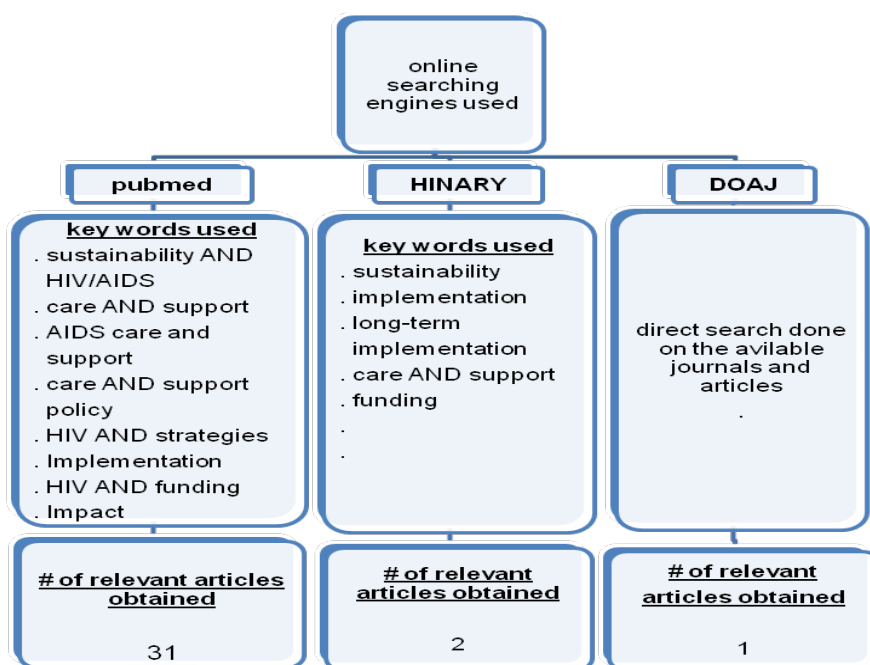 online
searching
engines used
pubmed
key words used
. sustainability AND
HIV/AIDS
. care AND support
. AIDS care and
support
. care AND support
policy
. HIV AND strategies
. Implementation
. HIV AND funding
. Impact
# of relevant articles
obtained
31
HINARY
key words used
. sustainability
. implementation
. long-term
implementation
. care AND support
. funding
.
.
# of relevant
articles obtained
2
DOAJ
direct search done
on the avilable
journals and
articles
.
# of relevant
articles obtained
1